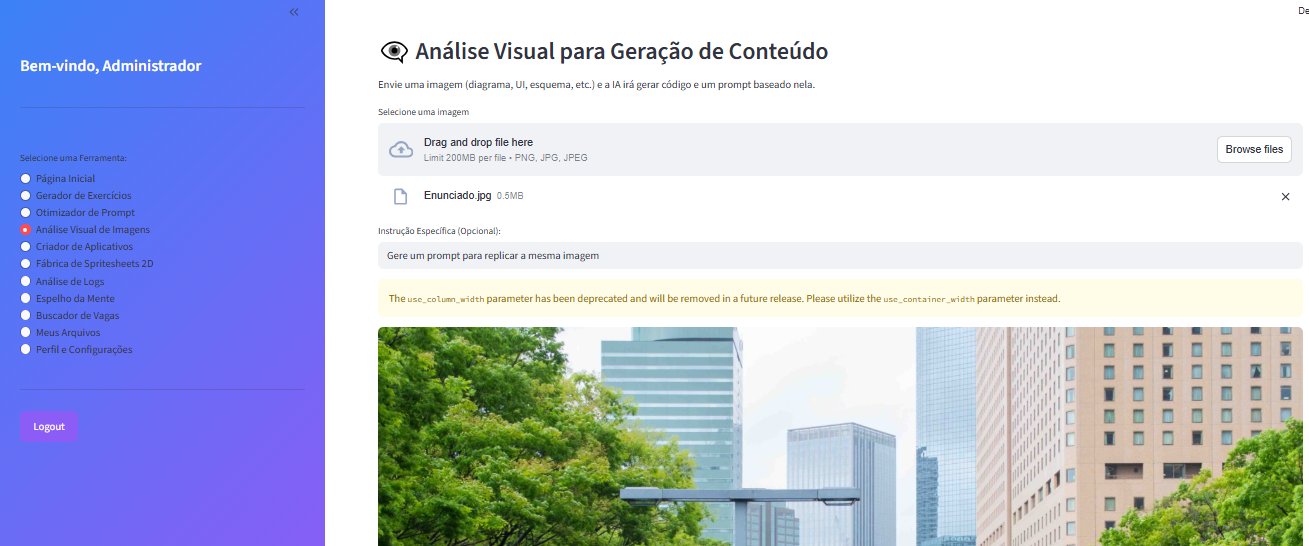 De
Bem-vindo, Administrador
Selecione uma Ferramenta:
Página Inicial
Gerador de Exercícios
Otimizador de Prompt
Análise Visual de Imagens
Criador de Aplicativos
Fábrica de Spritesheets 2D
Análise de Logs
Espelho da Mente
Buscador de Vagas
Meus Arquivos
Perfil e Configurações
Logout
Análise Visual para Geração de Conteúdo
Envie uma imagem (diagrama, UI, esquema, etc.) e a IA irá gerar código e um prompt baseado nela.
Selecione uma imagem
Drag and drop file here
Limit 200MB per file • PNG, JPG, JPEG
Browse files
Enunciado.jpg 0.5MB
Instrução Específica (Opcional):
Gere um prompt para replicar a mesma imagem
The use_column_width parameter has been deprecated and will be removed in a future release. Please utilize the use_container_width parameter instead.